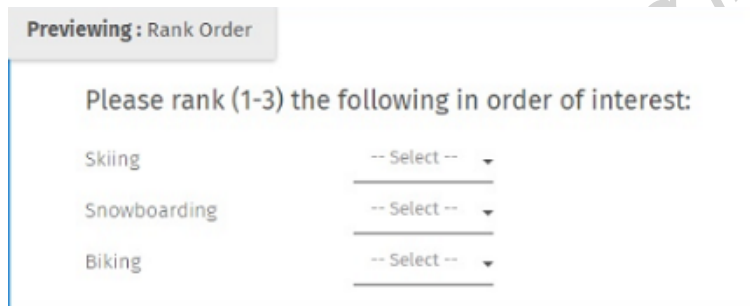 Previewing : Rank Order
Please rank (1-3) the following in order of interest:
Skiing -- Select --
Snowboarding -- Select --
Biking -- Select --